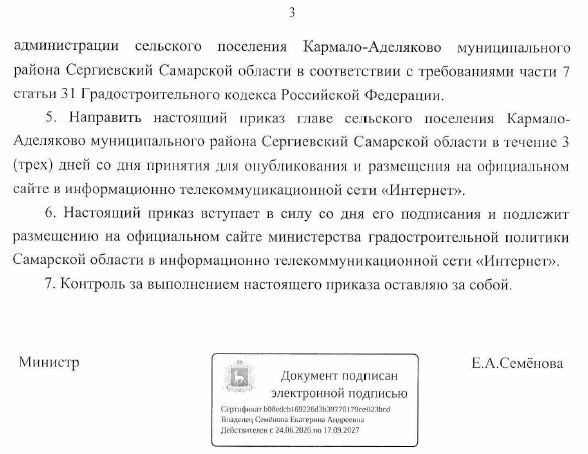 3
администрации сельского поселения Кармало-Аделяково муниципального
района Сергиевский Самарской области в соответствии с требованиями части 7
статьи 31 Градостроительного кодекса Российской Федерации.
5. Направить настоящий приказ главе сельского поселения Кармало-
Аделяково муниципального района Сергиевский Самарской области в течение 3
(трех) дней со дня принятия для опубликования и размещения на официальном
сайте в информационно телекоммуникационной сети «Интернет».
6. Настоящий приказ вступает в силу со дня его подписания и подлежит
размещению на официальном сайте министерства градостроительной политики
Самарской области в информационно телекоммуникационной сети «Интернет».
7. Контроль за выполнением настоящего приказа оставляю за собой.
Министр
Е.А.Семёнова
Документ подписан
электронной подписью
Сертификат
Владелец Семёнова Екатерина Андреевна
Действителен с 24.06.2026 по 17.09.2027